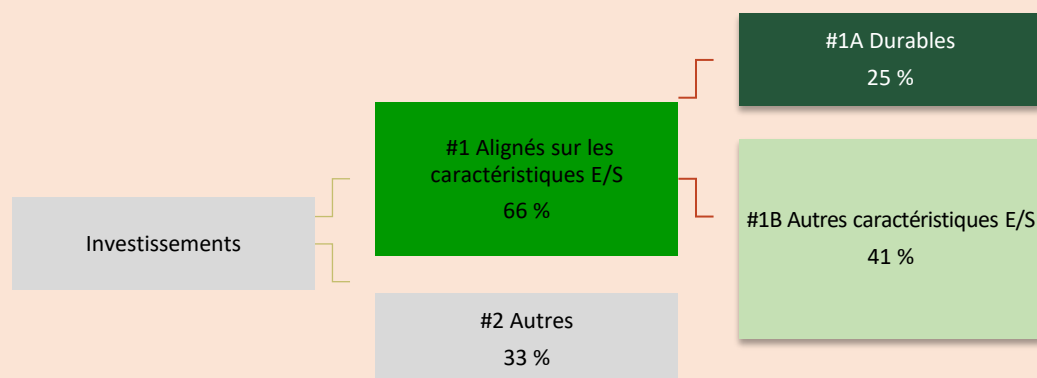 Investissements
#1 Alignés sur les
caractéristiques E/S
66 %
#2 Autres
33 %
#1A Durables
25 %
#1B Autres caractéristiques E/S
41 %